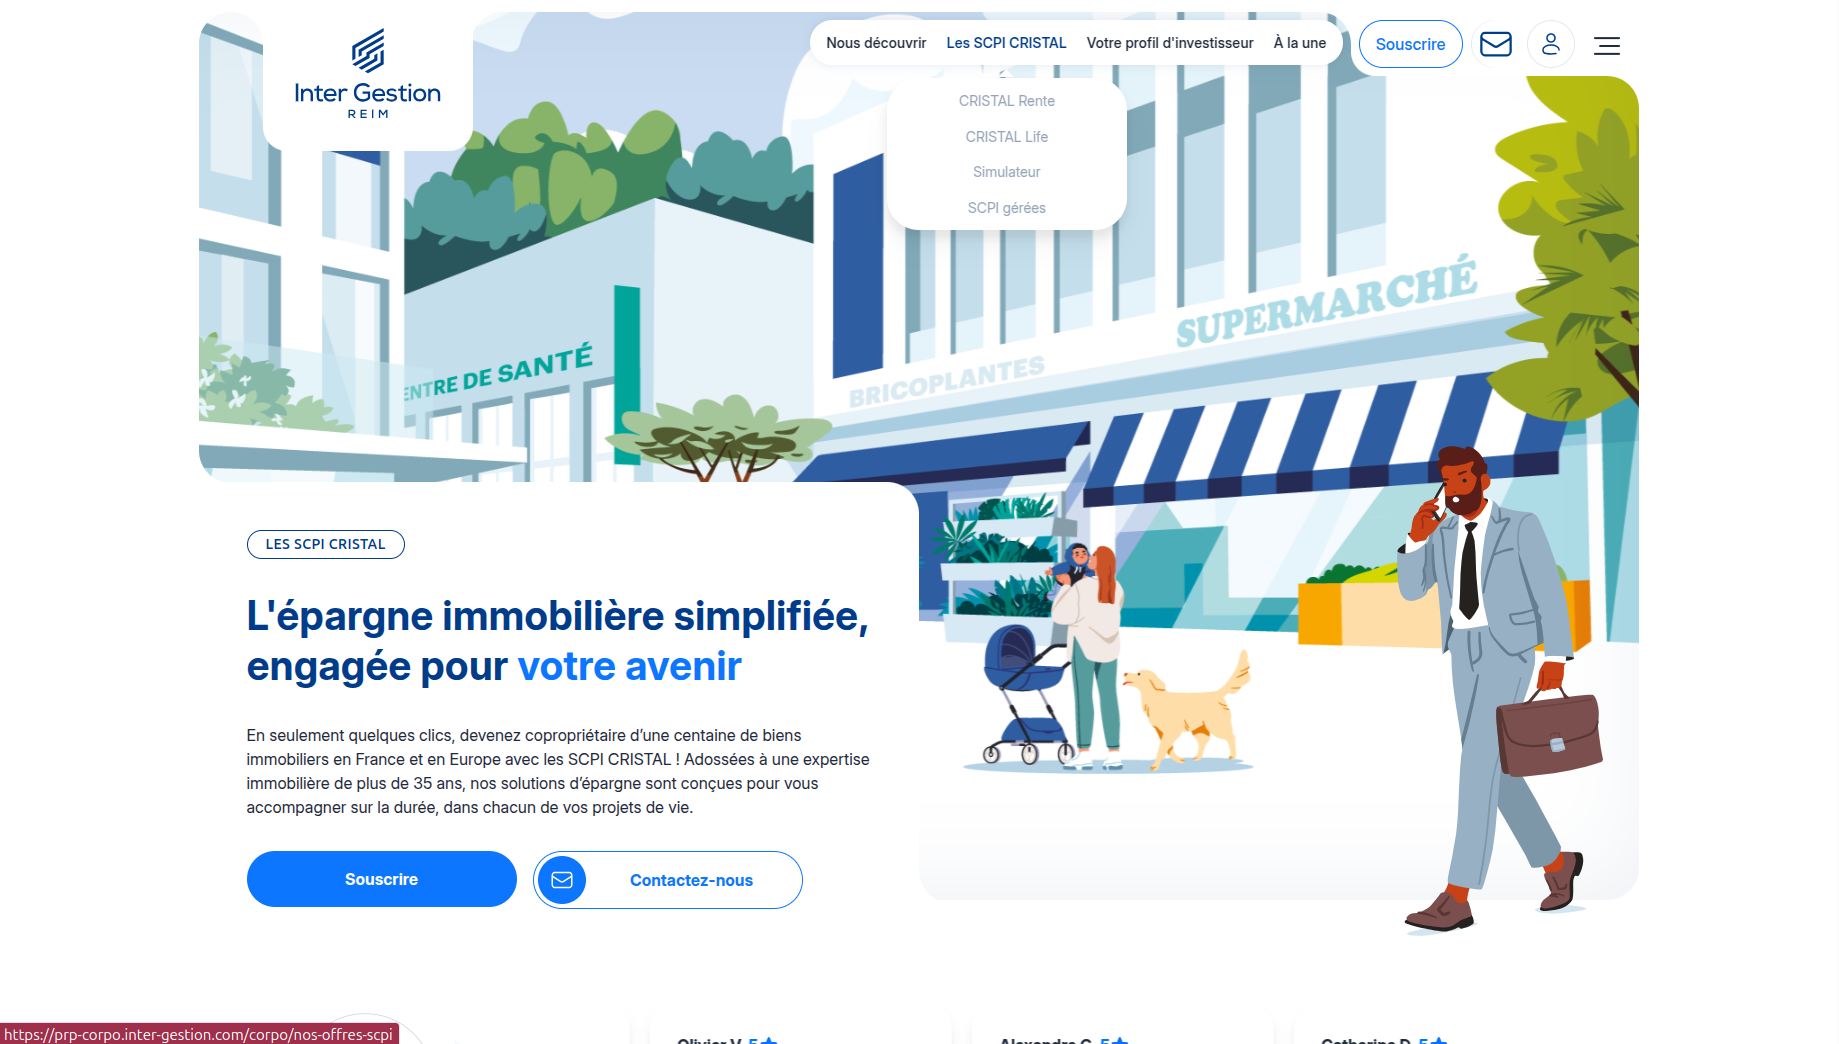 Inter Gestion
REIM
Nous découvrir
Les SCPI CRISTAL
Votre profil d'investisseur
À la une
Souscrire
CRISTAL Rente
CRISTAL Life
Simulateur
SCPI gérées
ENTRE DE SANTÉ
BRICOPLANTES
SUPERMARCHÉ
LES SCPI CRISTAL
L'épargne immobilière simplifiée,
engagée pour votre avenir
En seulement quelques clics, devenez copropriétaire d’une centaine de biens
immobiliers en France et en Europe avec les SCPI CRISTAL ! Adossées à une expertise
immobilière de plus de 35 ans, nos solutions d’épargne sont conçues pour vous
accompagner sur la durée, dans chacun de vos projets de vie.
Souscrire
Contactez-nous
https://prp-corpo.inter-gestion.com/corpo/nos-offres-scpi
Olivier V. 5
Alexandre C. 5
Catherine D. 5